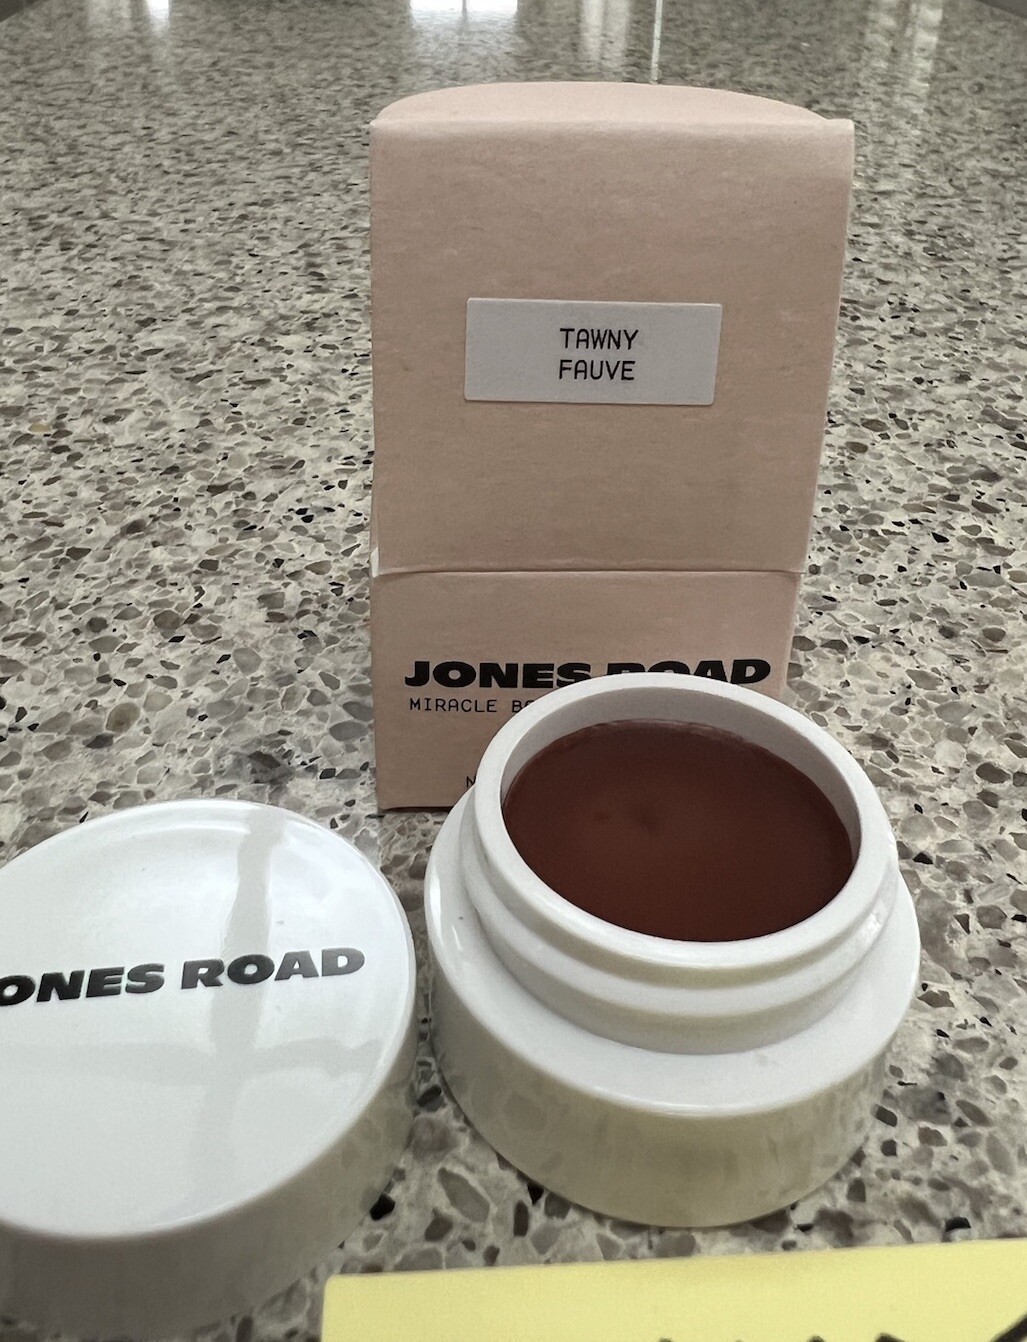 TAWNY
FAUVE
JONES ROAD
MIRACLE
ONES ROAD